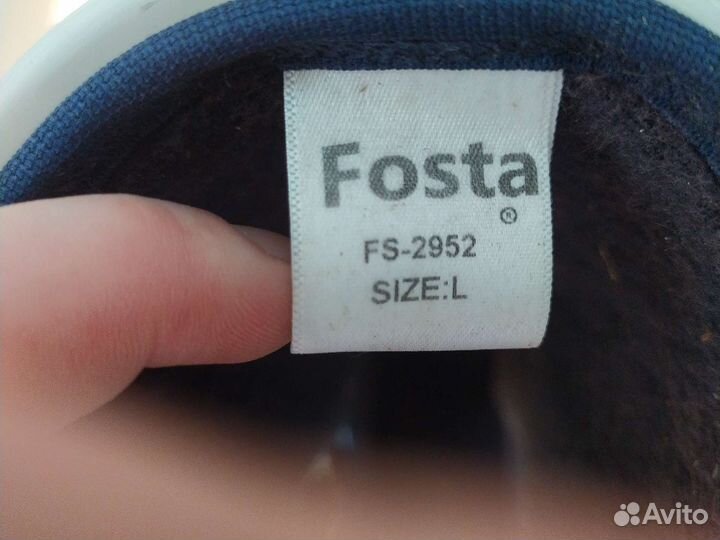 Fosta
®
FS-2952
SIZE:L
Avito